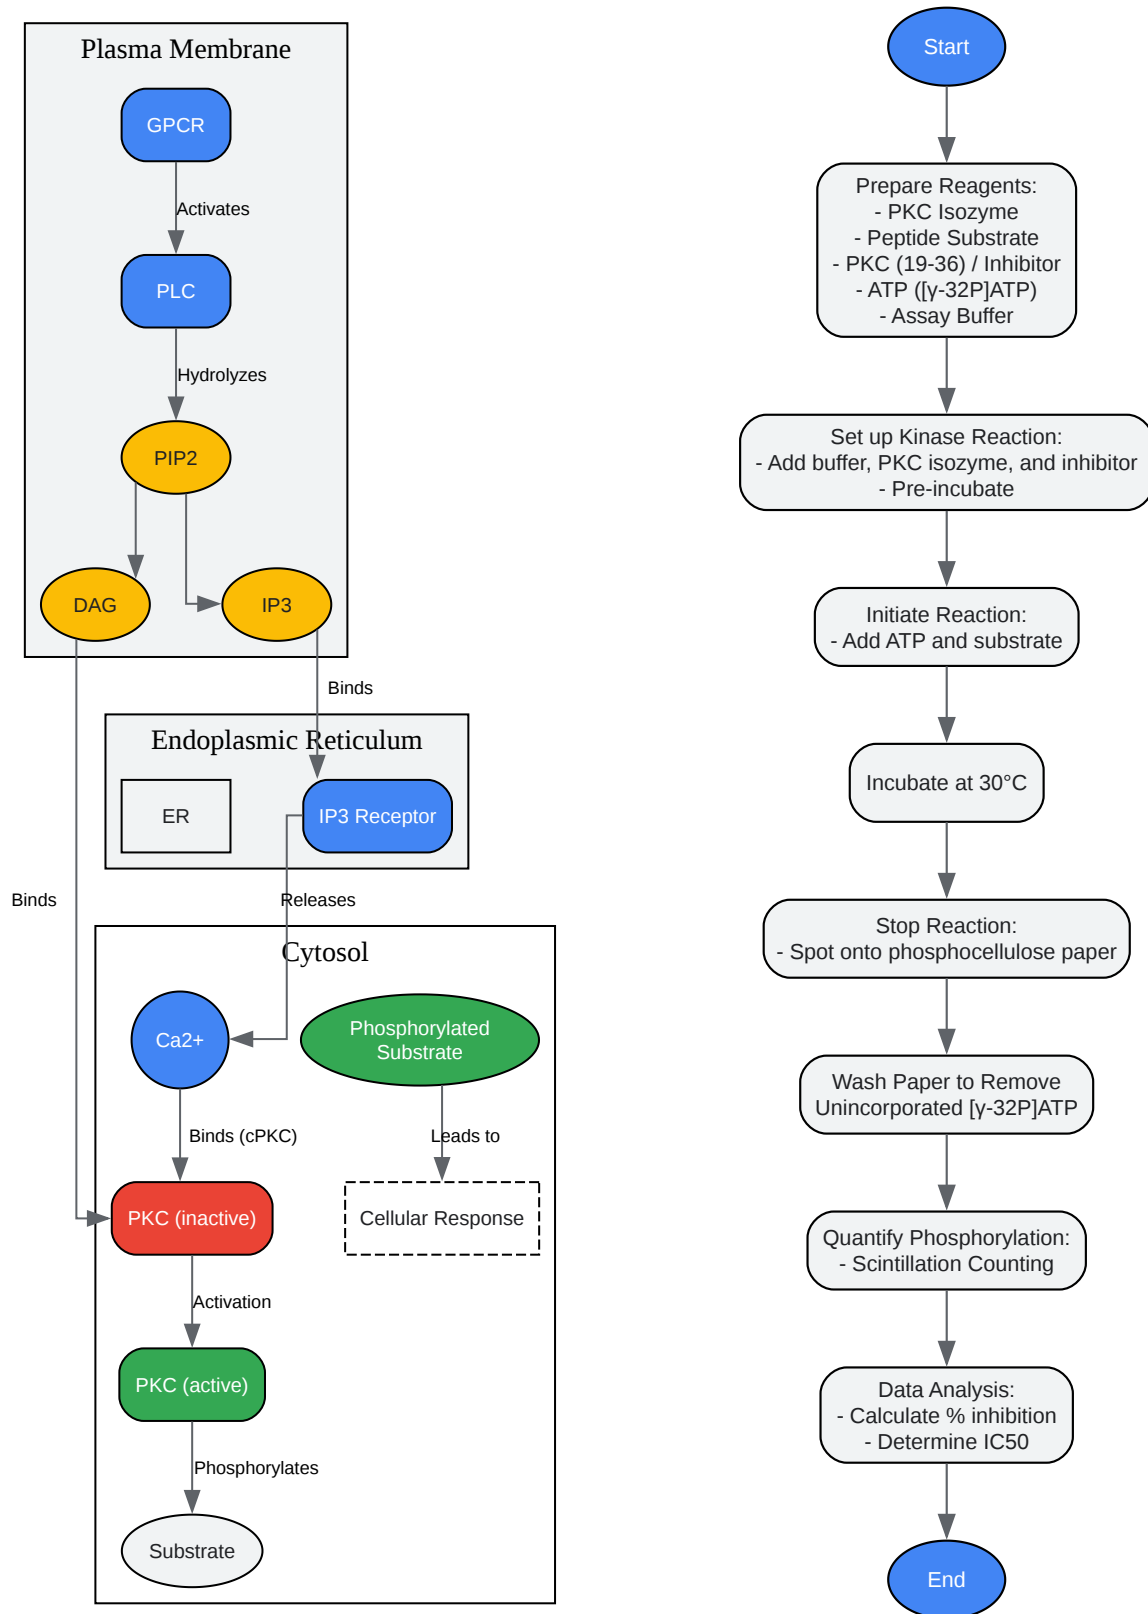 Plasma Membrane
GPCR
Activates
PLC
Hydrolyzes
PIP2
DAG
IP3
Binds
Endoplasmic Reticulum
ER
IP3 Receptor
Binds
Releases
Cytosol
Ca2+
Phosphorylated
Substrate
Binds (cPKC)
Leads to
PKC (inactive)
Cellular Response
Activation
PKC (active)
Phosphorylates
Substrate
Start
Prepare Reagents:
- PKC Isozyme
- Peptide Substrate
- PKC (19-36) / Inhibitor
- ATP ([γ-32P]ATP)
- Assay Buffer
Set up Kinase Reaction:
- Add buffer, PKC isozyme, and inhibitor
- Pre-incubate
Initiate Reaction:
- Add ATP and substrate
Incubate at 30°C
Stop Reaction:
- Spot onto phosphocellulose paper
Wash Paper to Remove
Unincorporated [γ-32P]ATP
Quantify Phosphorylation:
- Scintillation Counting
Data Analysis:
- Calculate % inhibition
- Determine IC50
End